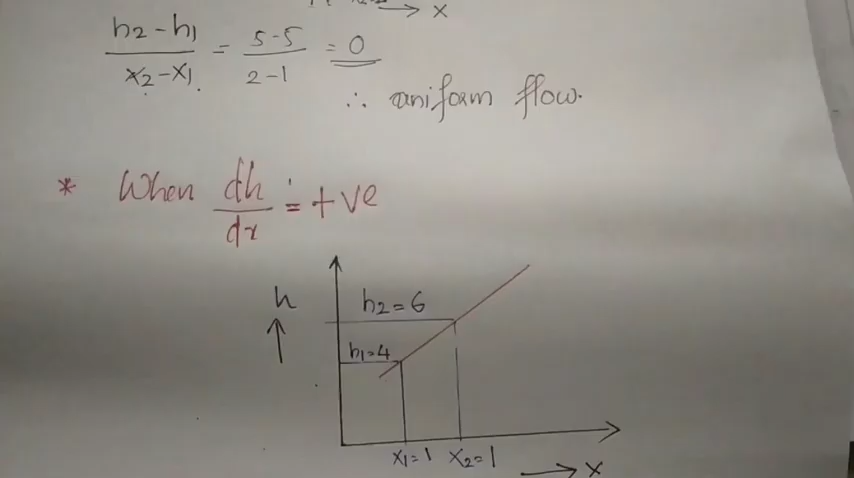 → x
h2-h1 / x2-x1 = 5-5 / 2-1 = 0
∴ uniform flow.
* When dh/dx = +ve
h
h2=6
h1=4
x1=1 x2=1 → x